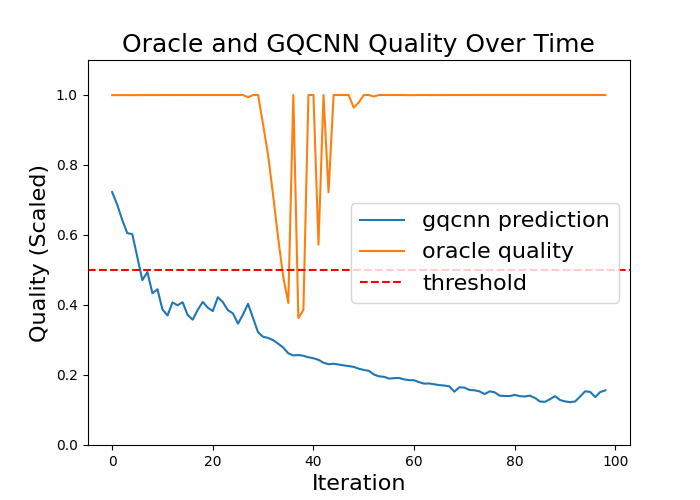 Oracle and GQCNN Quality Over Time
Quality (Scaled)
1.0
0.8
0.6
0.4
0.2
0.0
gqcnn prediction
oracle quality
threshold
0 20 40 60 80 100
Iteration